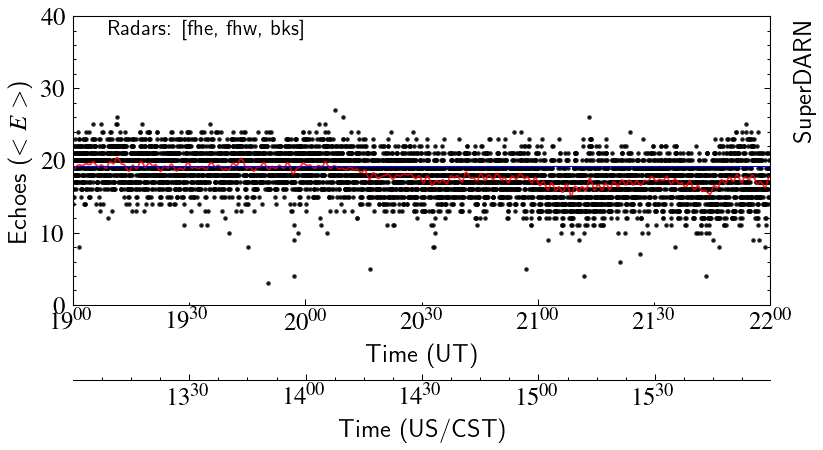 Radars: [fhe, fhw, bks]
SuperDARN
Echoes (< E >)
40
30
20
10
0
19⁰⁰ 19³⁰ 20⁰⁰ 20³⁰ 21⁰⁰ 21³⁰ 22⁰⁰
Time (UT)
13³⁰ 14⁰⁰ 14³⁰ 15⁰⁰ 15³⁰
Time (US/CST)